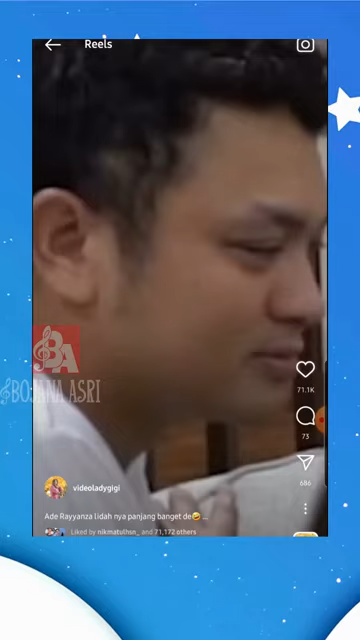 Reels
BA
BOJANA ASRI
71.1K
73
686
videoladygigi
Ade Rayyanza lidah nya panjang banget de🤣 ...
Liked by nikmatulhsn_ and 71,172 others